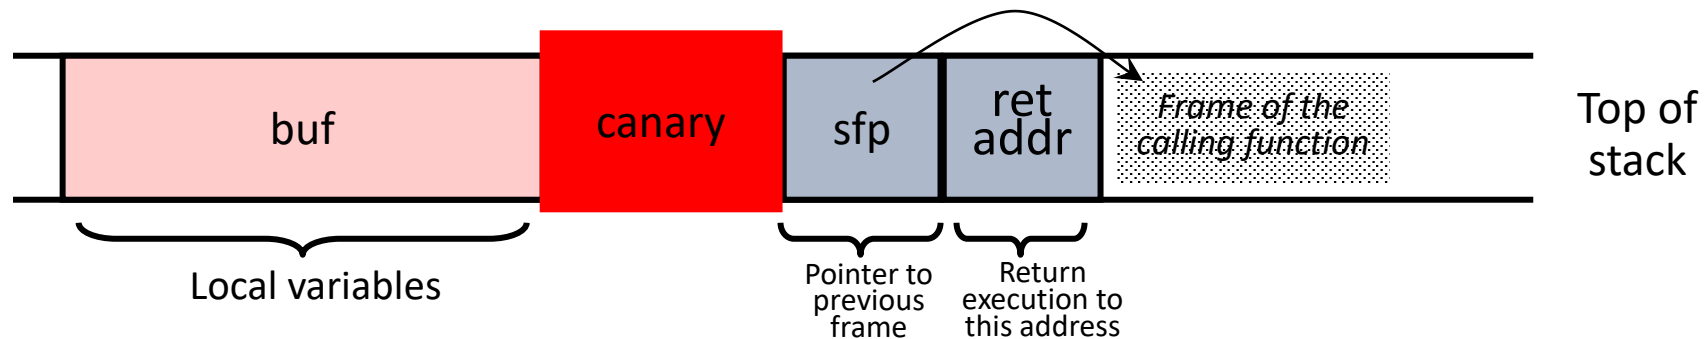 buf
canary
sfp
ret
addr
Frame of the
calling function
Top of
stack
Local variables
Pointer to
previous
frame
Return
execution to
this address